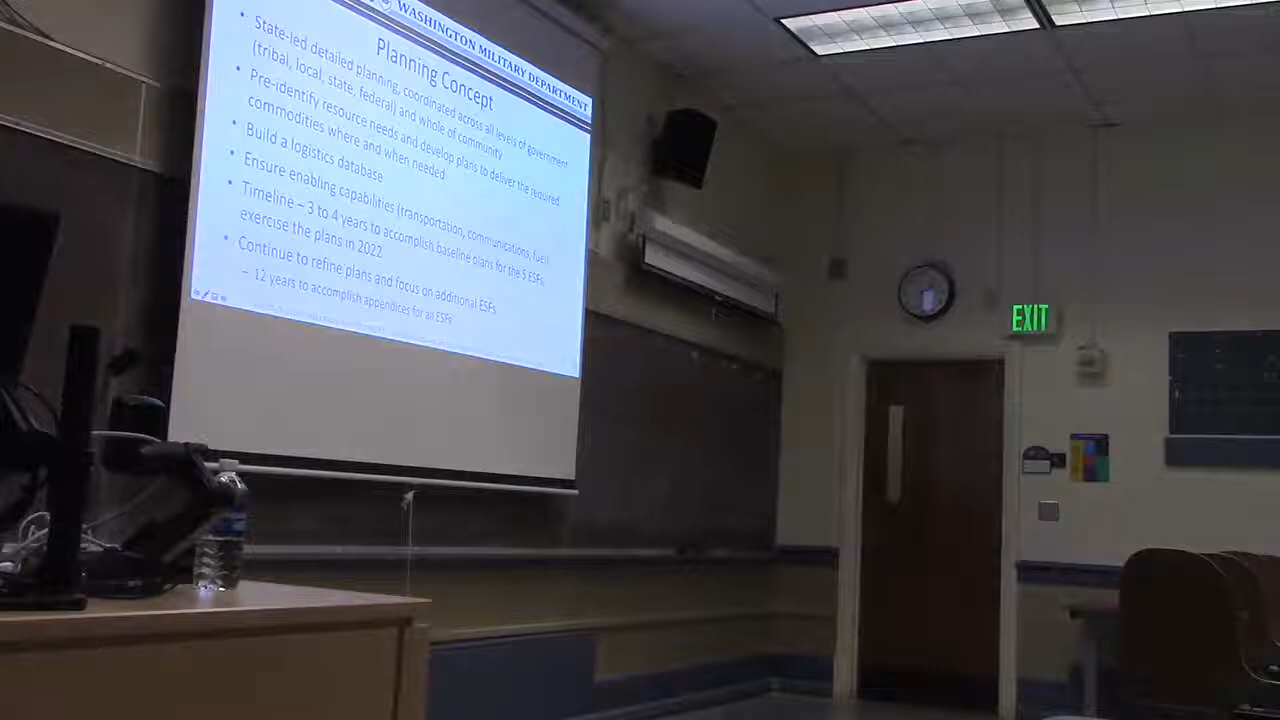 WASHINGTON MILITARY DEPARTMENT
Planning Concept
• State-led detailed planning, coordinated across all levels of government
(tribal, local, state, federal) and whole of community
• Pre-identify resource needs and develop plans to deliver the required
commodities where and when needed
• Build a logistics database
• Ensure enabling capabilities (transportation, communications, fuel)
• Timeline – 3 to 4 years to accomplish baseline plans for the 5 ESFs
exercise the plans in 2022
• Continue to refine plans and focus on additional ESFs
– 12 years to accomplish appendices for all ESFs
EXIT